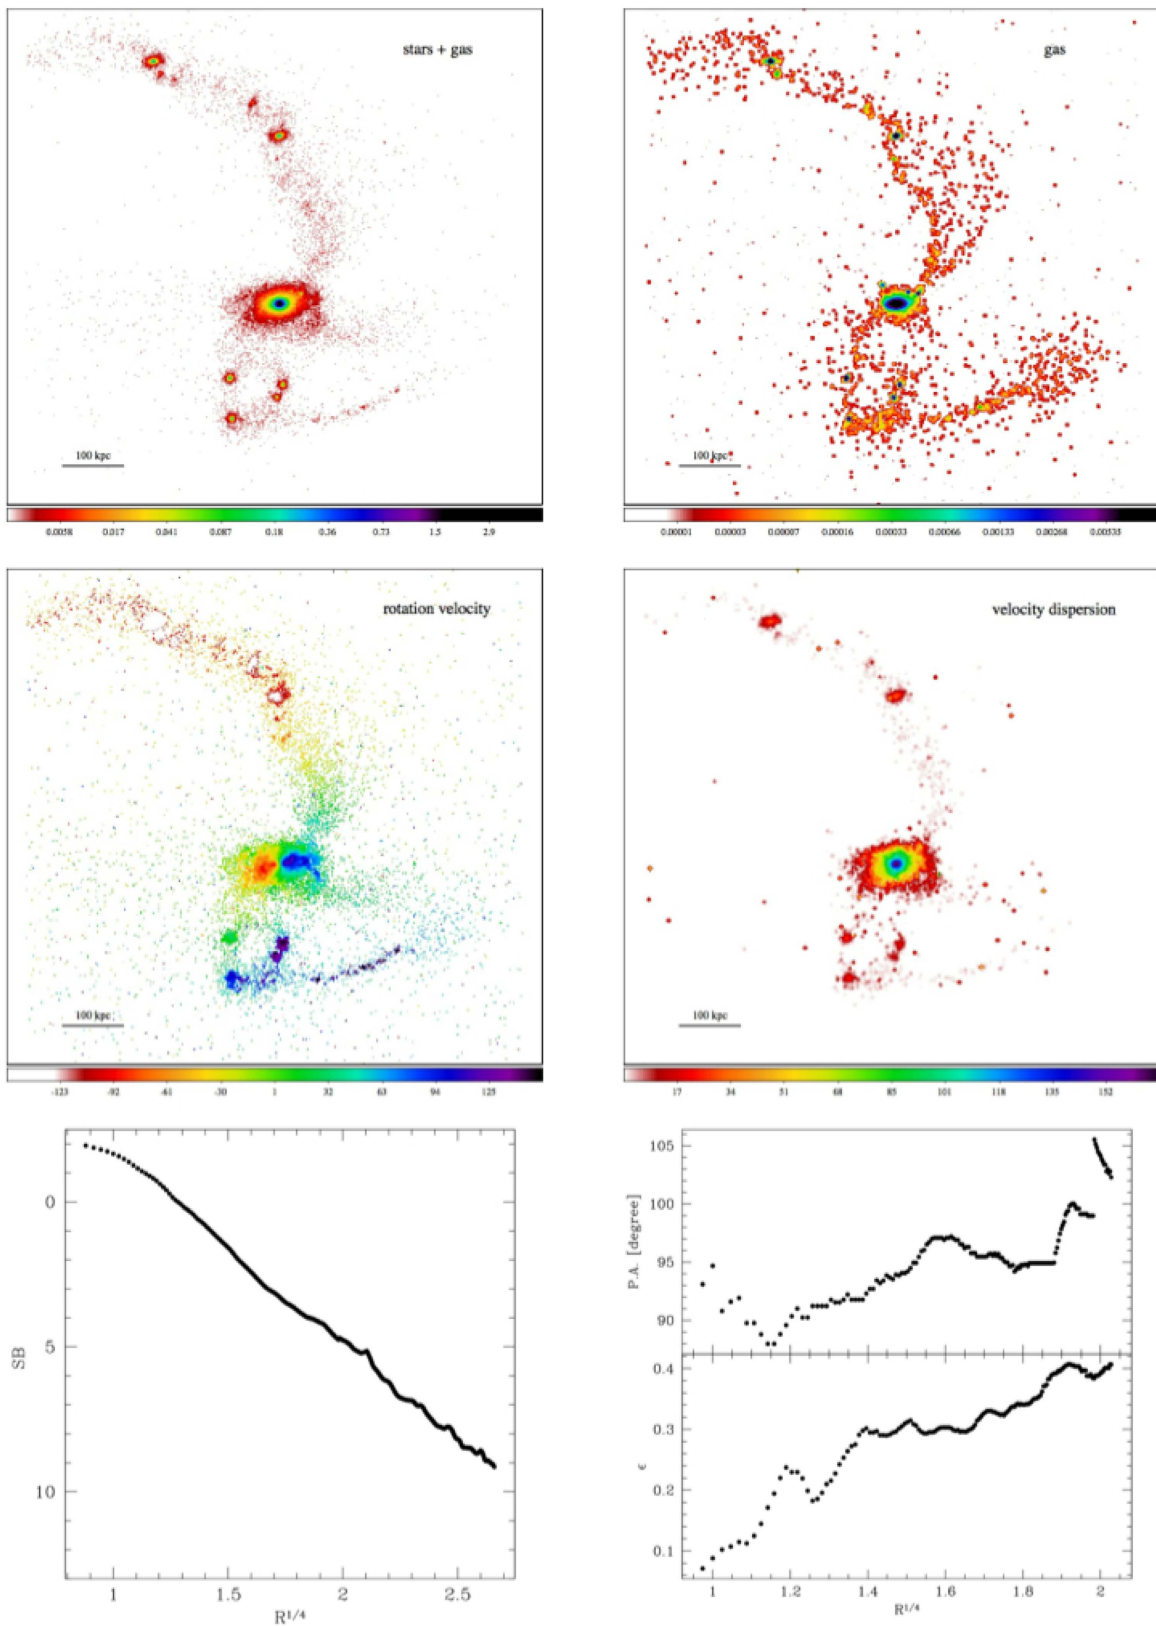 stars + gas
gas
100 kpc
100 kpc
0.0058 0.017 0.041 0.087 0.18 0.36 0.73 1.5 2.9
0.00001 0.00003 0.00007 0.00016 0.00033 0.00066 0.00133 0.00268 0.00535
rotation velocity
velocity dispersion
100 kpc
100 kpc
-123 -92 -61 -30 1 32 63 94 125
17 34 51 68 85 101 118 135 152
0
5
10
SB
1 1.5 2 2.5
R1/4
105
100
95
90
P.A. [degree]
0.4
0.3
0.2
0.1
ϵ
1 1.2 1.4 1.6 1.8 2
R1/4